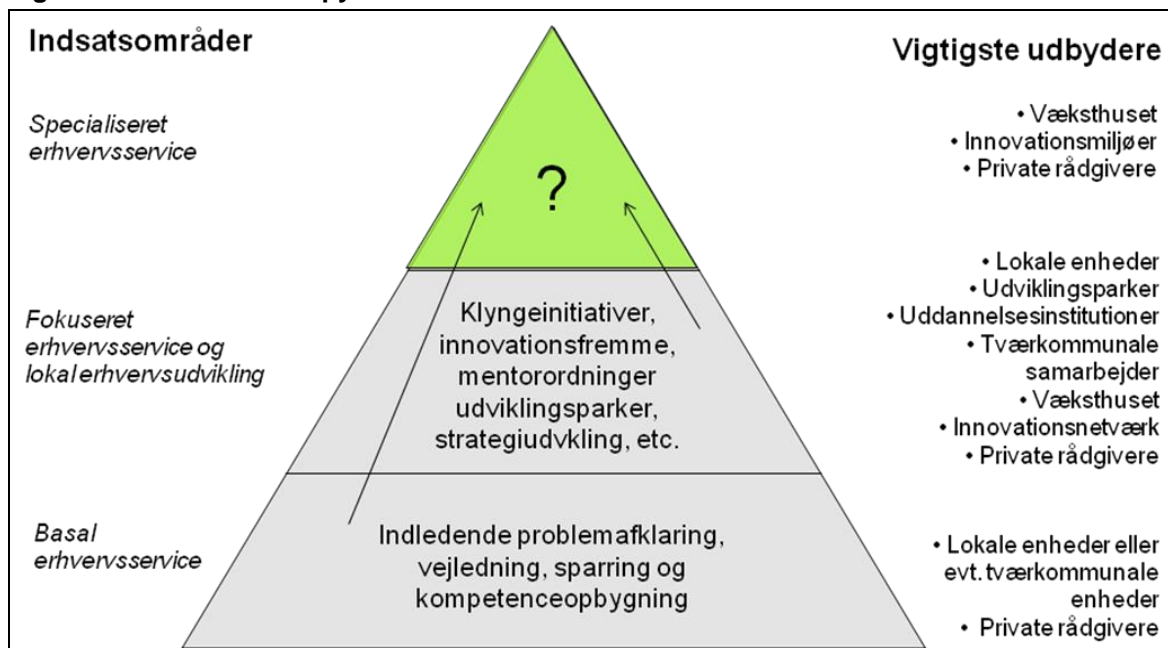 Indsatsområder
Vigtigste udbydere
Specialiseret
erhvervsservice
?
• Væksthuset
• Innovationsmiljøer
• Private rådgivere
Fokuseret
erhvervsservice og
lokal erhvervsudvikling
Klyngeinitiativer,
innovationsfremme,
mentorordninger
udviklingsparker,
strategiudvkling, etc.
• Lokale enheder
• Udviklingsparker
• Uddannelsesinstitutioner
• Tværkommunale
samarbejder
• Væksthuset
• Innovationsnetværk
• Private rådgivere
Basal
erhvervsservice
Indledende problemafklaring,
vejledning, sparring og
kompetenceopbygning
• Lokale enheder eller
evt. tværkommunale
enheder
• Private rådgivere